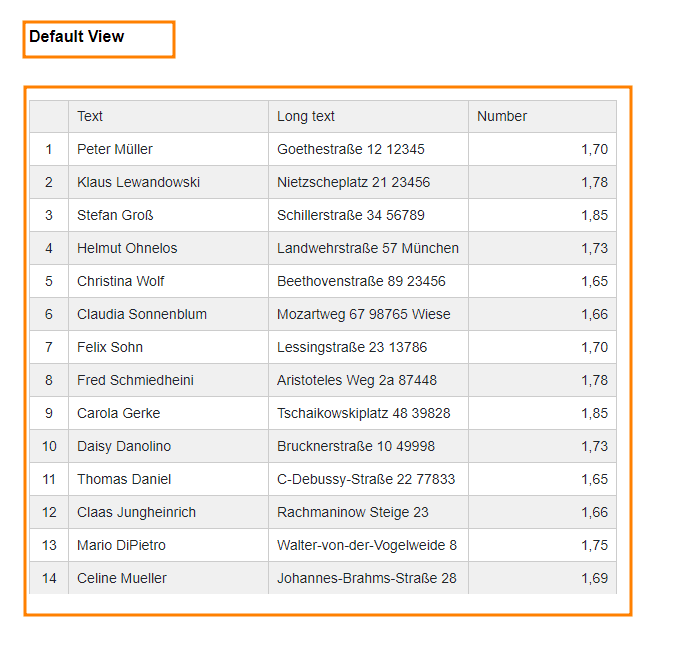 Default View
Text Long text Number
1 Peter Müller Goethestraße 12 12345 1,70
2 Klaus Lewandowski Nietzscheplatz 21 23456 1,78
3 Stefan Groß Schillerstraße 34 56789 1,85
4 Helmut Ohnelos Landwehrstraße 57 München 1,73
5 Christina Wolf Beethovenstraße 89 23456 1,65
6 Claudia Sonnenblum Mozartweg 67 98765 Wiese 1,66
7 Felix Sohn Lessingstraße 23 13786 1,70
8 Fred Schmiedheini Aristoteles Weg 2a 87448 1,78
9 Carola Gerke Tschaikowskiplatz 48 39828 1,85
10 Daisy Danolino Brucknerstraße 10 49998 1,73
11 Thomas Daniel C-Debussy-Straße 22 77833 1,65
12 Claas Jungheinrich Rachmaninow Steige 23 1,66
13 Mario DiPietro Walter-von-der-Vogelweide 8 1,75
14 Celine Mueller Johannes-Brahms-Straße 28 1,69